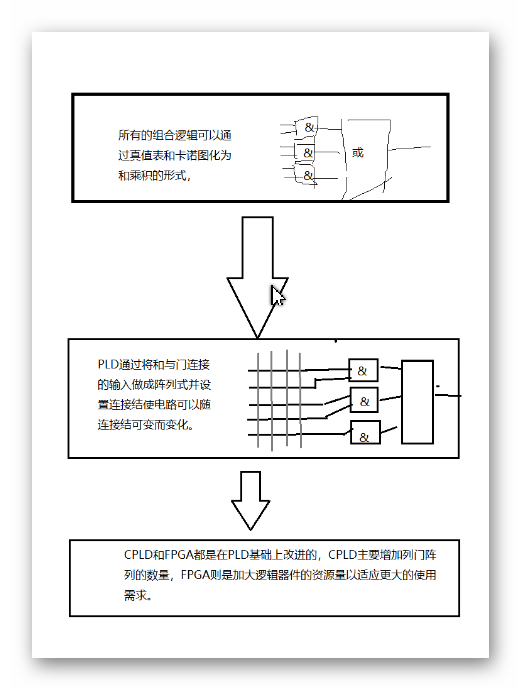 所有的组合逻辑可以通
过真值表和卡诺图化为
和乘积的形式，
&
&
&
或
PLD通过将和与门连接
的输入做成阵列式并设
置连接结使电路可以随
连接结可变而变化。
&
&
&
CPLD和FPGA都是在PLD基础上改进的，CPLD主要增加列门阵
列的数量，FPGA则是加大逻辑器件的资源量以适应更大的使用
需求。